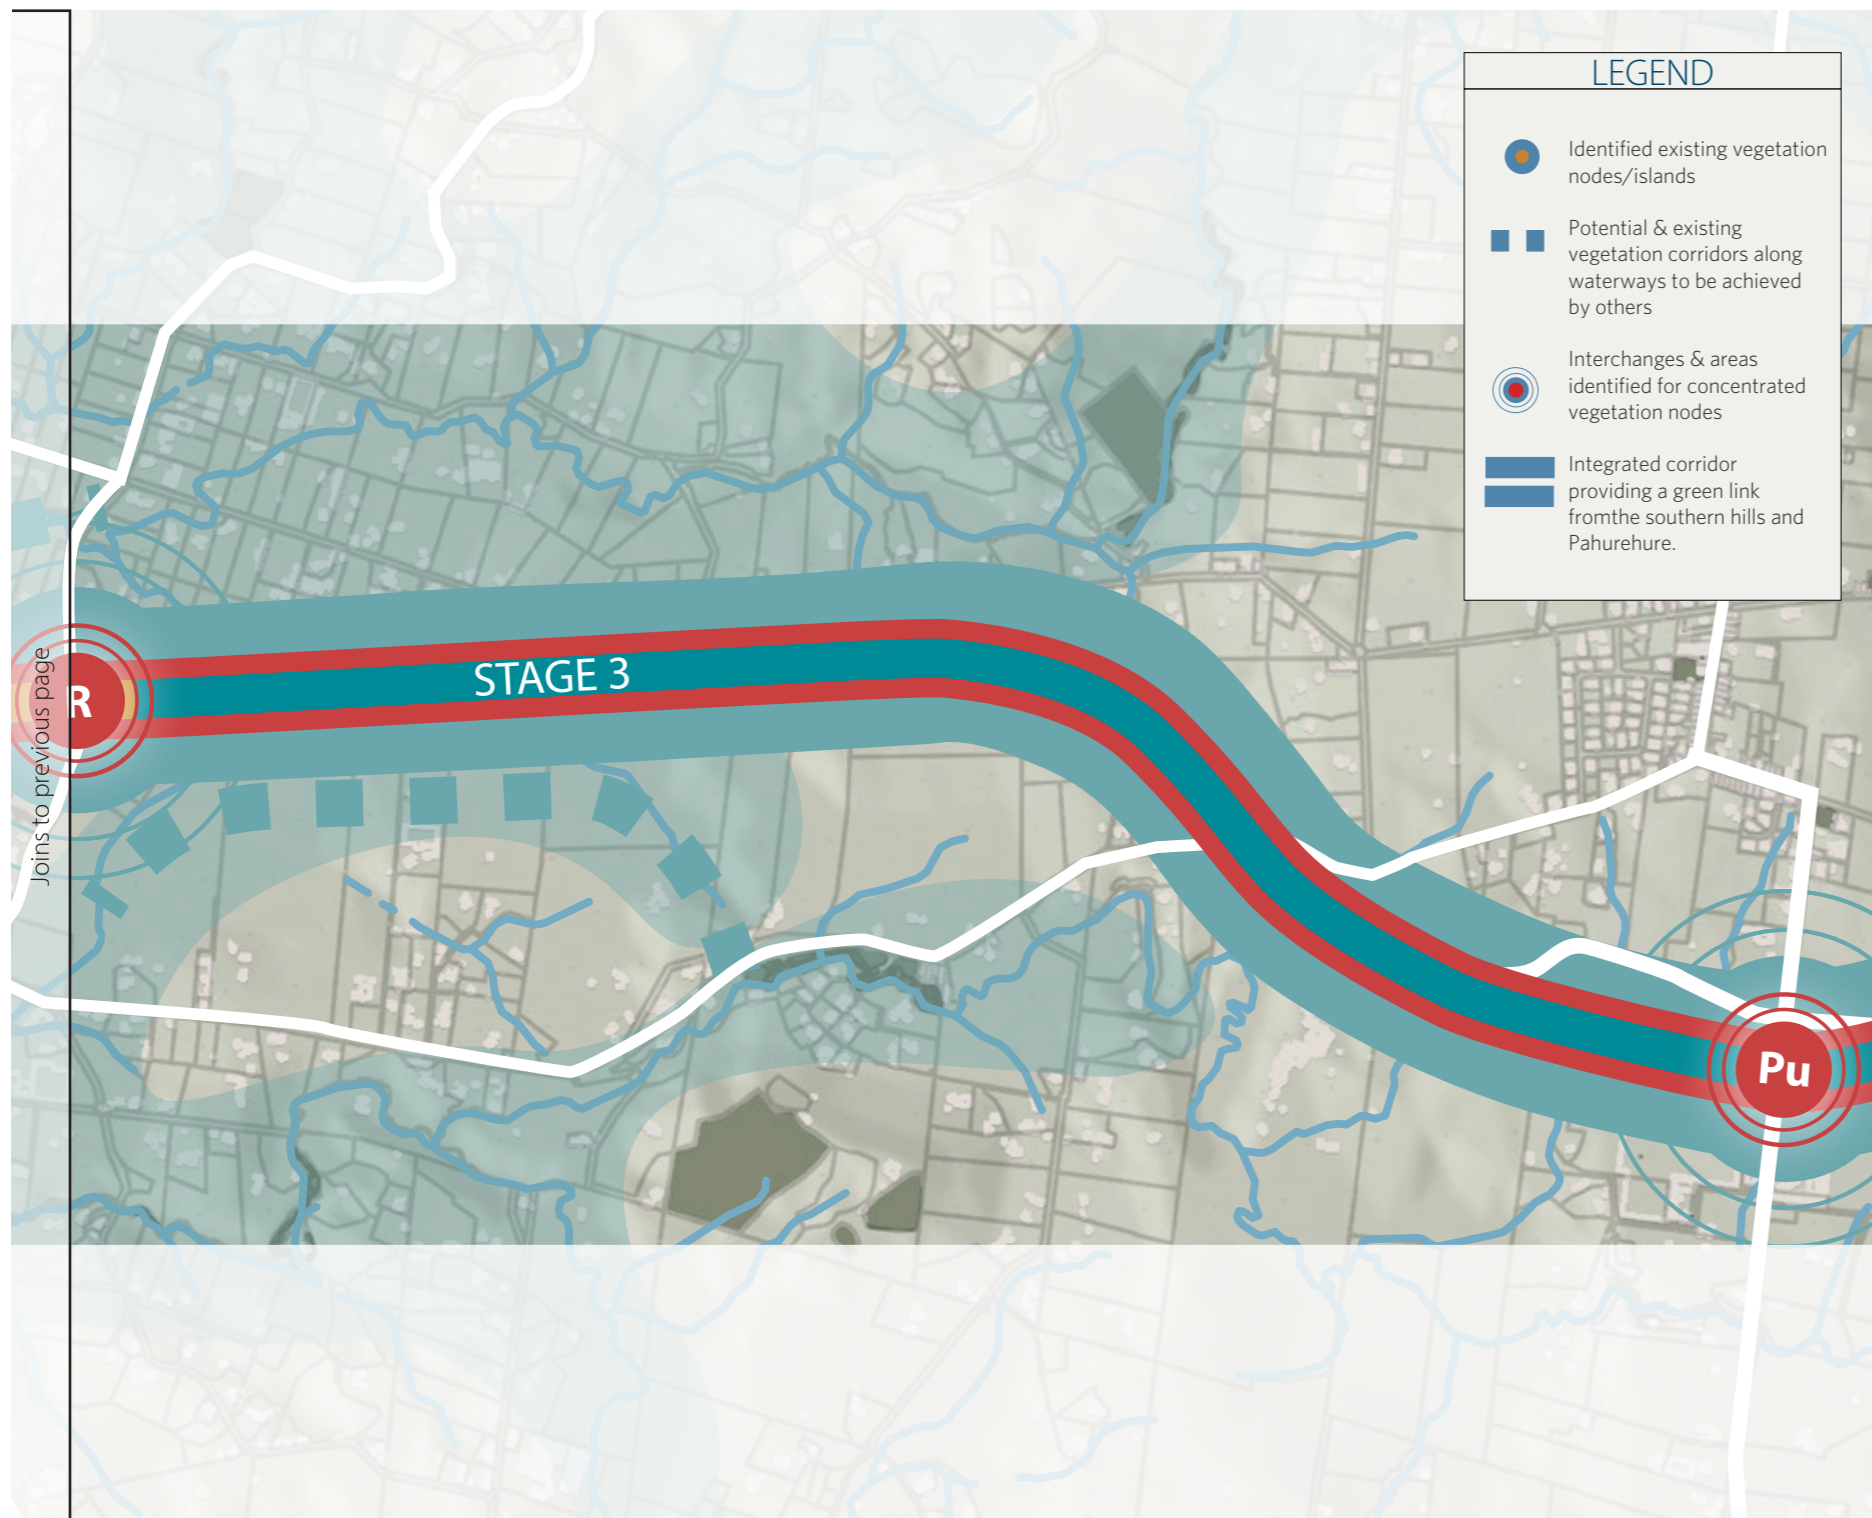 LEGEND
Identified existing vegetation
nodes/islands
Potential & existing
vegetation corridors along
waterways to be achieved
by others
Interchanges & areas
identified for concentrated
vegetation nodes
Integrated corridor
providing a green link
fromthe southern hills and
Pahurehure.
STAGE 3
R
Joins to previous page
Pu